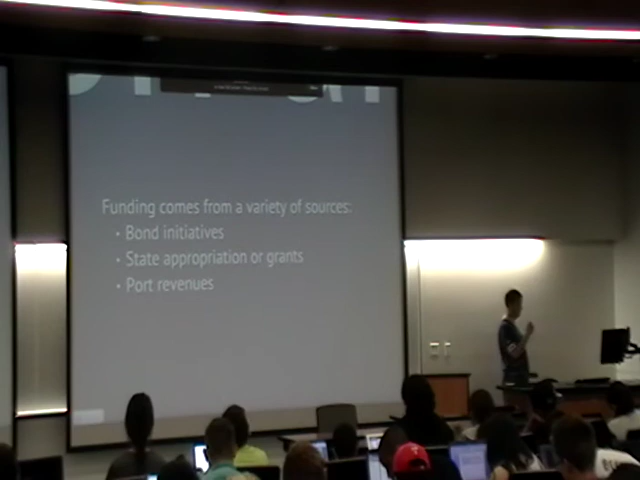 Funding comes from a variety of sources:
• Bond initiatives
• State appropriation or grants
• Port revenues